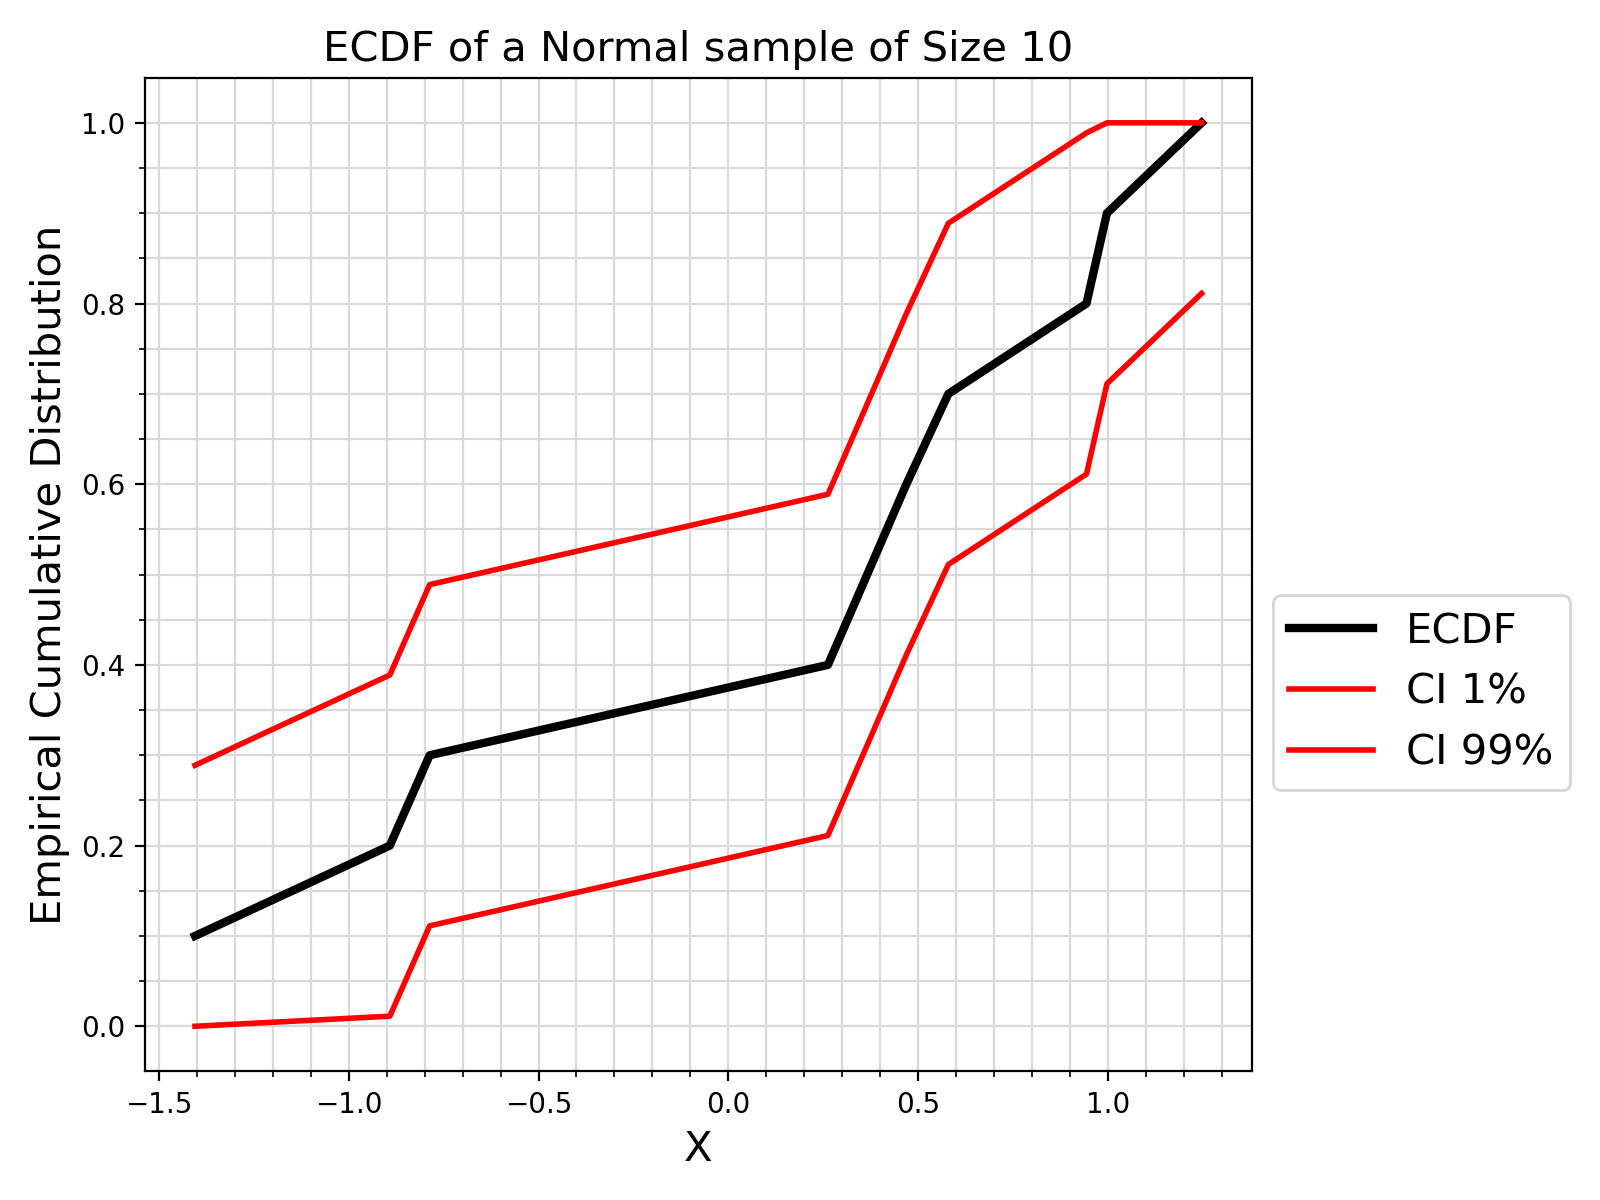 ECDF of a Normal sample of Size 10
Empirical Cumulative Distribution
1.0
0.8
0.6
0.4
0.2
0.0
−1.5 −1.0 −0.5 0.0 0.5 1.0
X
ECDF
CI 1%
CI 99%